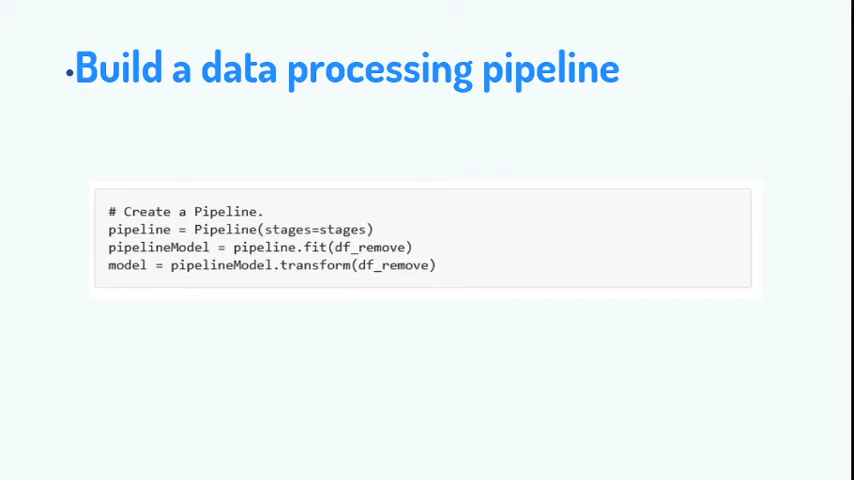 •Build a data processing pipeline
# Create a Pipeline.
pipeline = Pipeline(stages=stages)
pipelineModel = pipeline.fit(df_remove)
model = pipelineModel.transform(df_remove)